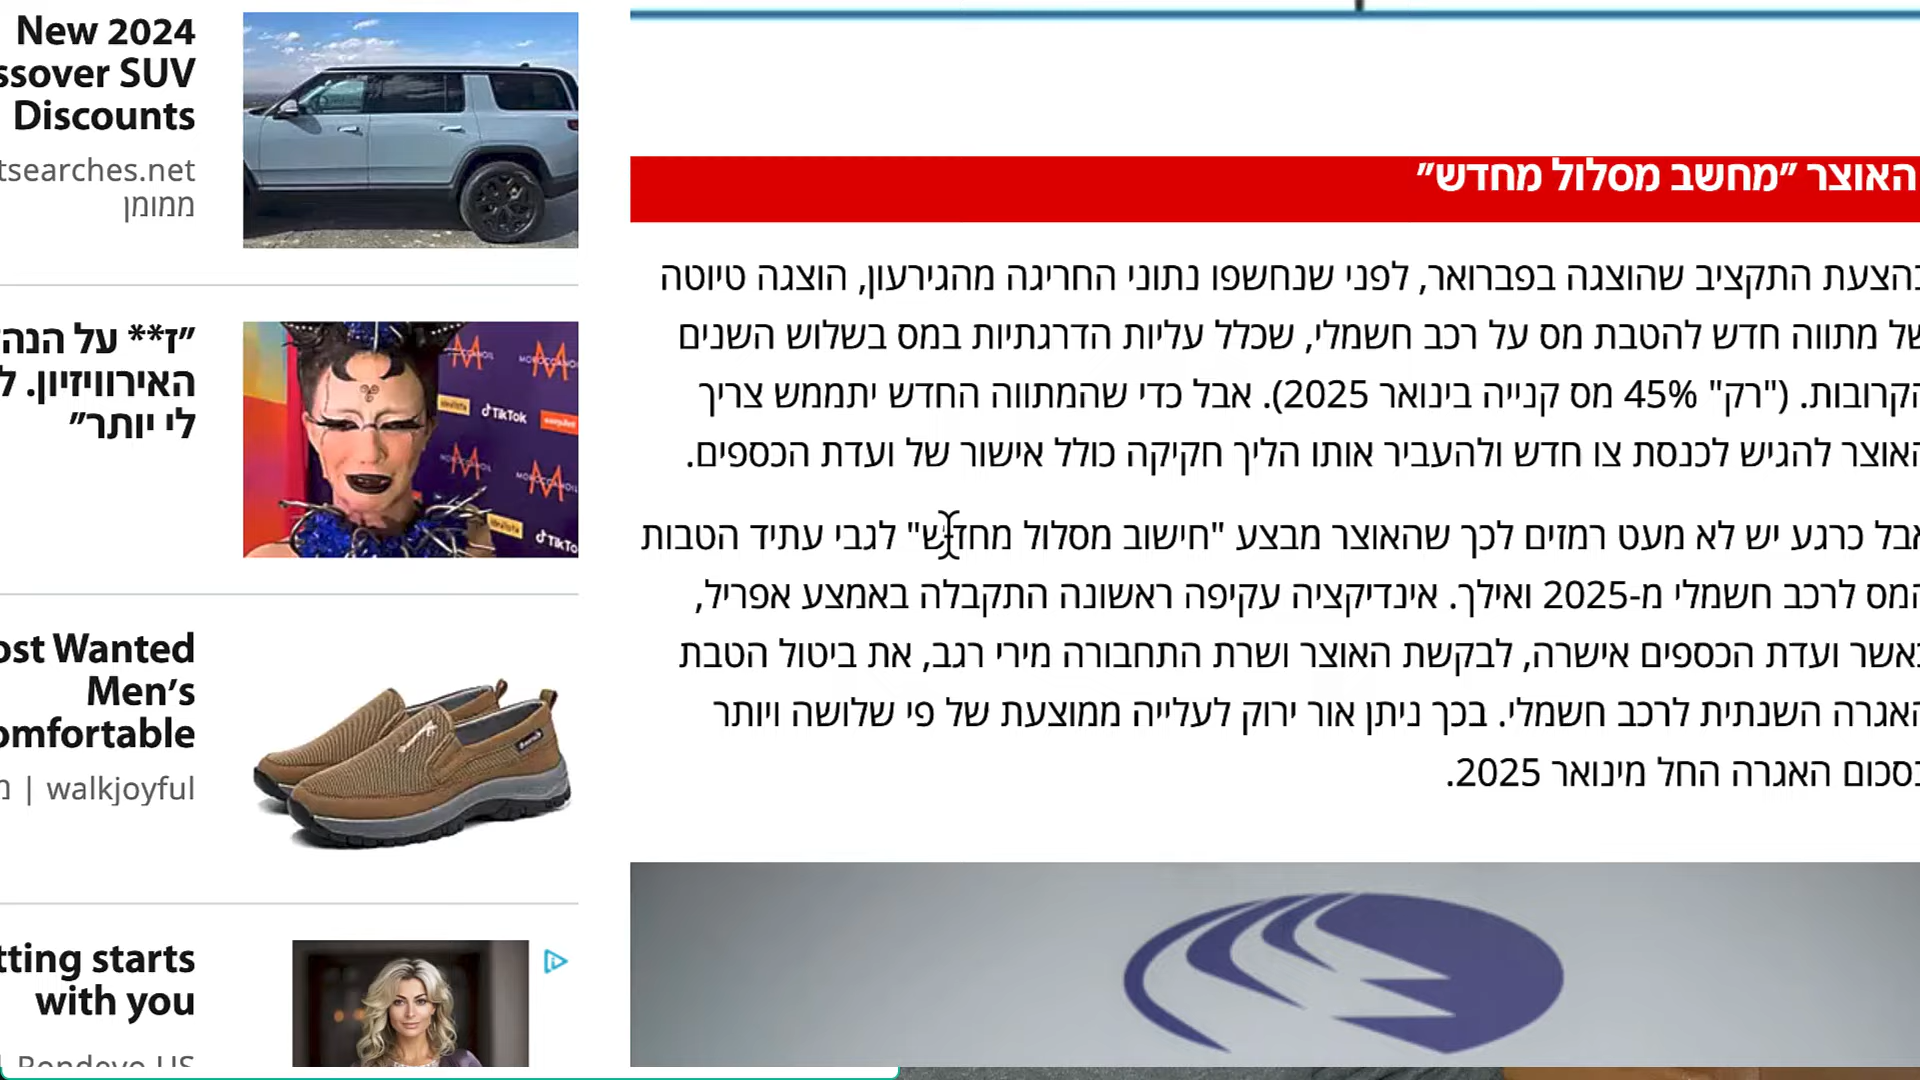 האוצר "מחשב מסלול מחדש"
בהצעת התקציב שהוצגה בפברואר, לפני שנחשפו נתוני החריגה מהגירעון, הוצגה טיוטה
של מתווה חדש להטבת מס על רכב חשמלי, שכלל עליות הדרגתיות במס בשלוש השנים
הקרובות. ("רק" 45% מס קנייה בינואר 2025). אבל כדי שהמתווה החדש יתממש צריך
האוצר להגיש לכנסת צו חדש ולהעביר אותו הליך חקיקה כולל אישור של ועדת הכספים.
אבל כרגע יש לא מעט רמזים לכך שהאוצר מבצע "חישוב מסלול מחדש" לגבי עתיד הטבות
המס לרכב חשמלי מ-2025 ואילך. אינדיקציה עקיפה ראשונה התקבלה באמצע אפריל,
כאשר ועדת הכספים אישרה, לבקשת האוצר ושרת התחבורה מירי רגב, את ביטול הטבת
האגרה השנתית לרכב חשמלי. בכך ניתן אור ירוק לעלייה ממוצעת של פי שלושה ויותר
בסכום האגרה החל מינואר 2025.
New 2024
ssover SUV
Discounts
tsearches.net
ממומן
"ז** על הנה
האירוויזיון. ל
לי יותר"
TikTok
idealista
TikTok
ost Wanted
Men's
omfortable
walkjoyful |
tting starts
with you